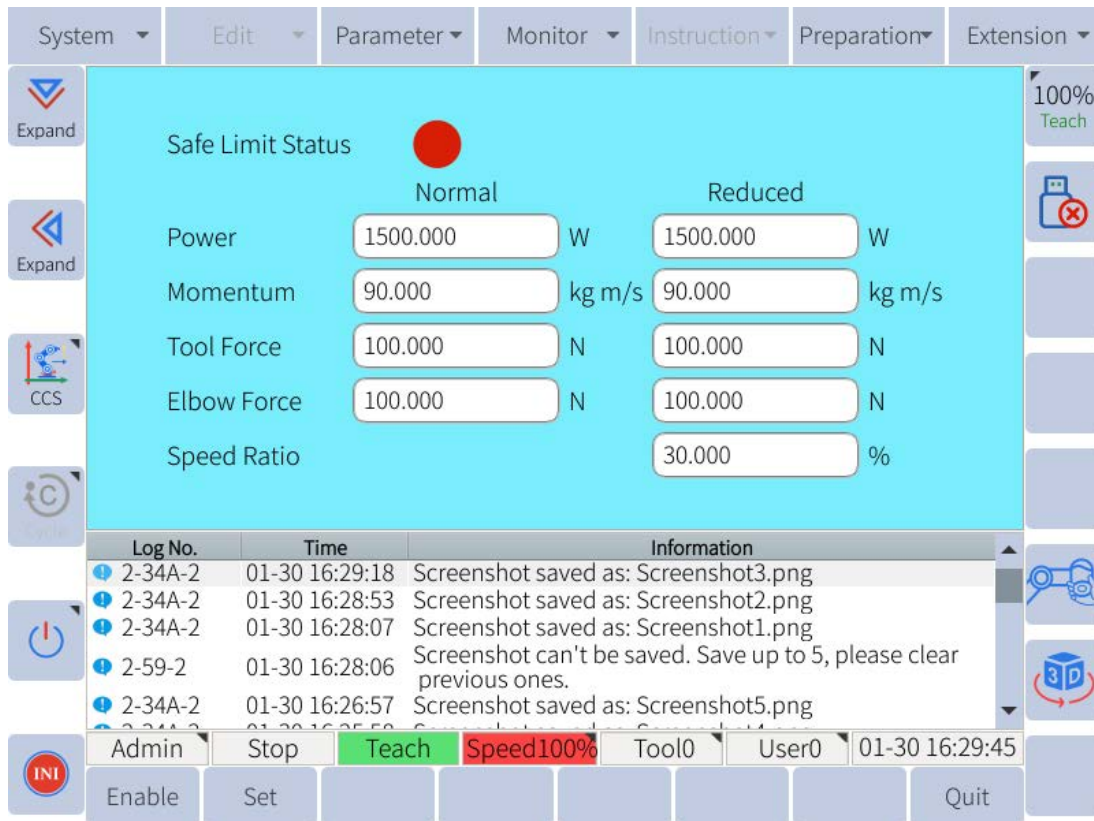 System Edit Parameter Monitor Instruction Preparation Extension
Expand
100%
Teach
Safe Limit Status
Normal Reduced
Expand
Power 1500.000 W 1500.000 W
Momentum 90.000 kg m/s 90.000 kg m/s
Tool Force 100.000 N 100.000 N
CCS
Elbow Force 100.000 N 100.000 N
Speed Ratio 30.000 %
C
Log No. Time Information
2-34A-2 01-30 16:29:18 Screenshot saved as: Screenshot3.png
2-34A-2 01-30 16:28:53 Screenshot saved as: Screenshot2.png
2-34A-2 01-30 16:28:07 Screenshot saved as: Screenshot1.png
2-59-2 01-30 16:28:06 Screenshot can't be saved. Save up to 5, please clear
previous ones.
2-34A-2 01-30 16:26:57 Screenshot saved as: Screenshot5.png
3D
Admin Stop Teach Speed100% Tool0 User0 01-30 16:29:45
INI
Enable Set Quit